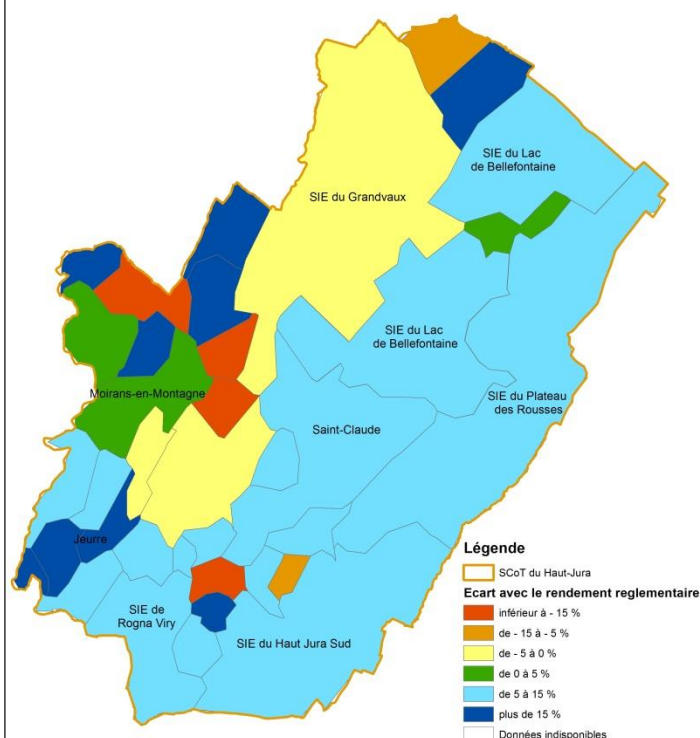 SIE du Lac
de Bellefontaine
SIE du Grandvaux
SIE du Lac
de Bellefontaine
Moirans-en-Montagne
SIE du Plateau
des Rousses
Saint-Claude
Jeurre
SIE de
Rogna Viry
SIE du Haut Jura Sud
Légende
SCoT du Haut-Jura
Ecart avec le rendement reglementaire
inférieur à - 15 %
de - 15 à - 5 %
de - 5 à 0 %
de 0 à 5 %
de 5 à 15 %
plus de 15 %
Données indisponibles